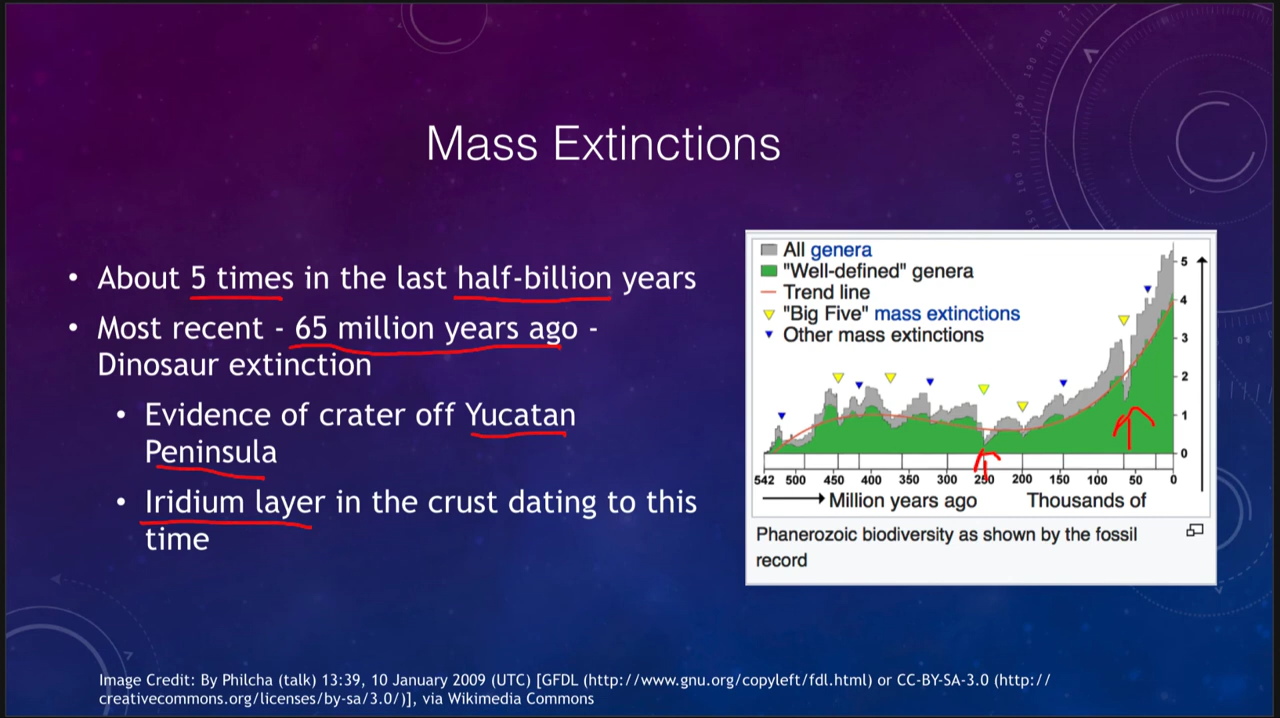 Mass Extinctions
• About 5 times in the last half-billion years
• Most recent - 65 million years ago -
Dinosaur extinction
• Evidence of crater off Yucatan
Peninsula
• Iridium layer in the crust dating to this
time
All genera
"Well-defined" genera
Trend line
"Big Five" mass extinctions
Other mass extinctions
5
4
3
2
1
0
542 500 450 400 350 300 250 200 150 100 50 0
Million years ago Thousands of
Phanerozoic biodiversity as shown by the fossil
record
Image Credit: By Philcha (talk) 13:39, 10 January 2009 (UTC) [GFDL (http://www.gnu.org/copyleft/fdl.html) or CC-BY-SA-3.0 (http://
creativecommons.org/licenses/by-sa/3.0/)], via Wikimedia Commons